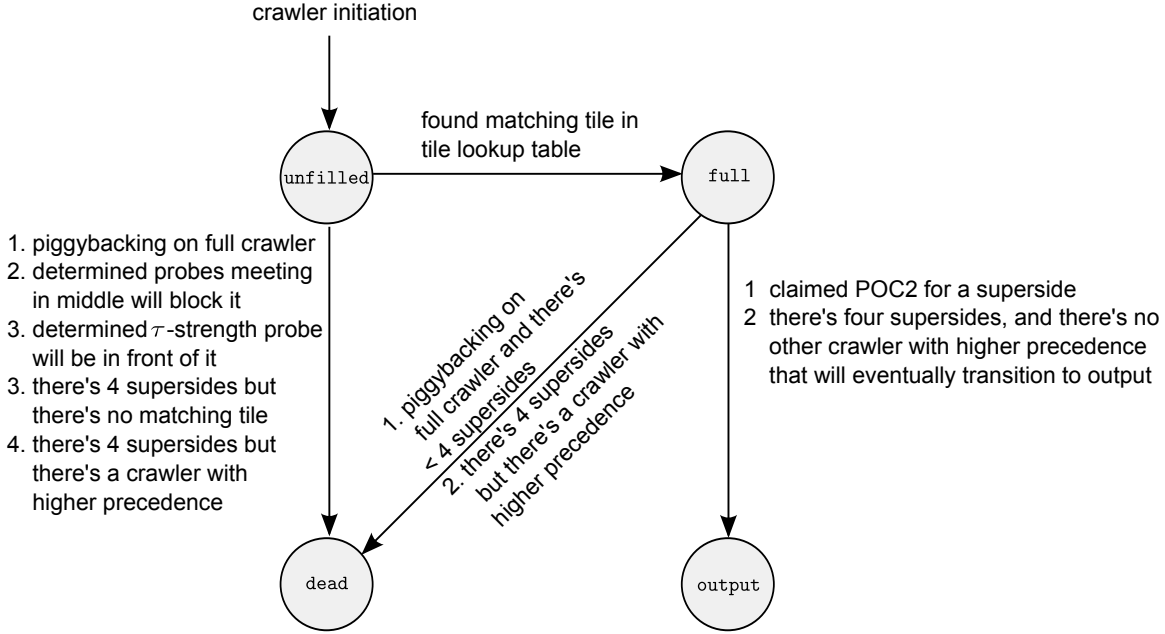 crawler initiation
found matching tile in
tile lookup table
unfilled
full
1. piggybacking on full crawler
2. determined probes meeting
in middle will block it
3. determined τ-strength probe
will be in front of it
3. there's 4 supersides but
there's no matching tile
4. there's 4 supersides but
there's a crawler with
higher precedence
1. piggybacking on
full crawler and there's
< 4 supersides
2. there's 4 supersides
but there's a crawler with
higher precedence
1 claimed POC2 for a superside
2 there's four supersides, and there's no
other crawler with higher precedence
that will eventually transition to output
dead
output